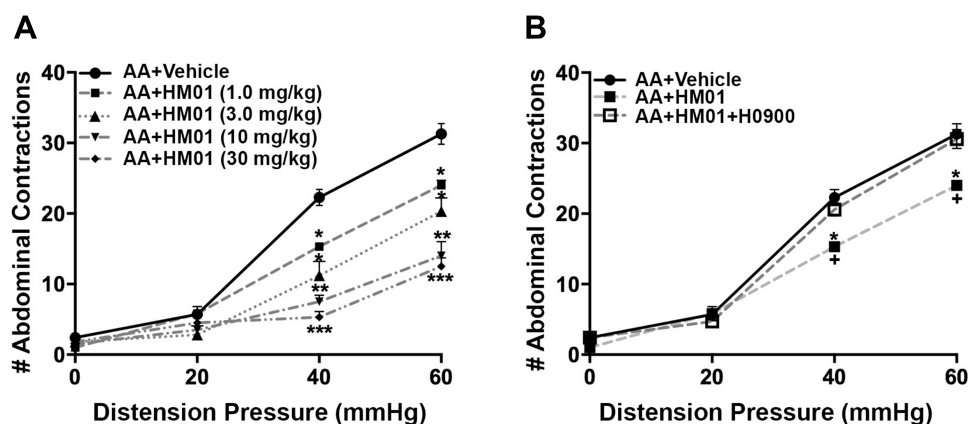 A
# Abdominal Contractions
40
30
20
10
0
AA+Vehicle
AA+HM01 (1.0 mg/kg)
AA+HM01 (3.0 mg/kg)
AA+HM01 (10 mg/kg)
AA+HM01 (30 mg/kg)
*
*
*
*
**
**
***
***
0 20 40 60
Distension Pressure (mmHg)
B
# Abdominal Contractions
40
30
20
10
0
AA+Vehicle
AA+HM01
AA+HM01+H0900
*
+
*
+
0 20 40 60
Distension Pressure (mmHg)